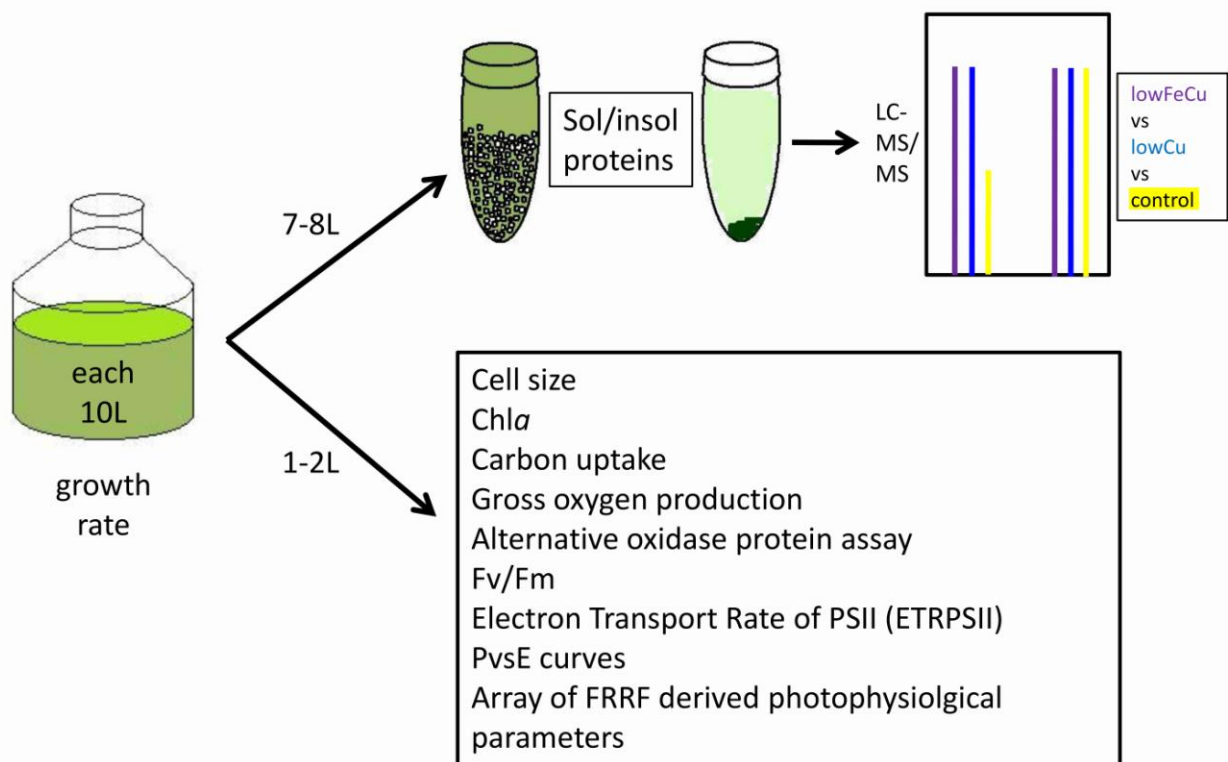 each
10L
growth
rate
7-8L
1-2L
Sol/insol
proteins
LC-
MS/
MS
lowFeCu
vs
lowCu
vs
control
Cell size
Chla
Carbon uptake
Gross oxygen production
Alternative oxidase protein assay
Fv/Fm
Electron Transport Rate of PSII (ETRPSII)
PvsE curves
Array of FRRF derived photophysiolgical
parameters